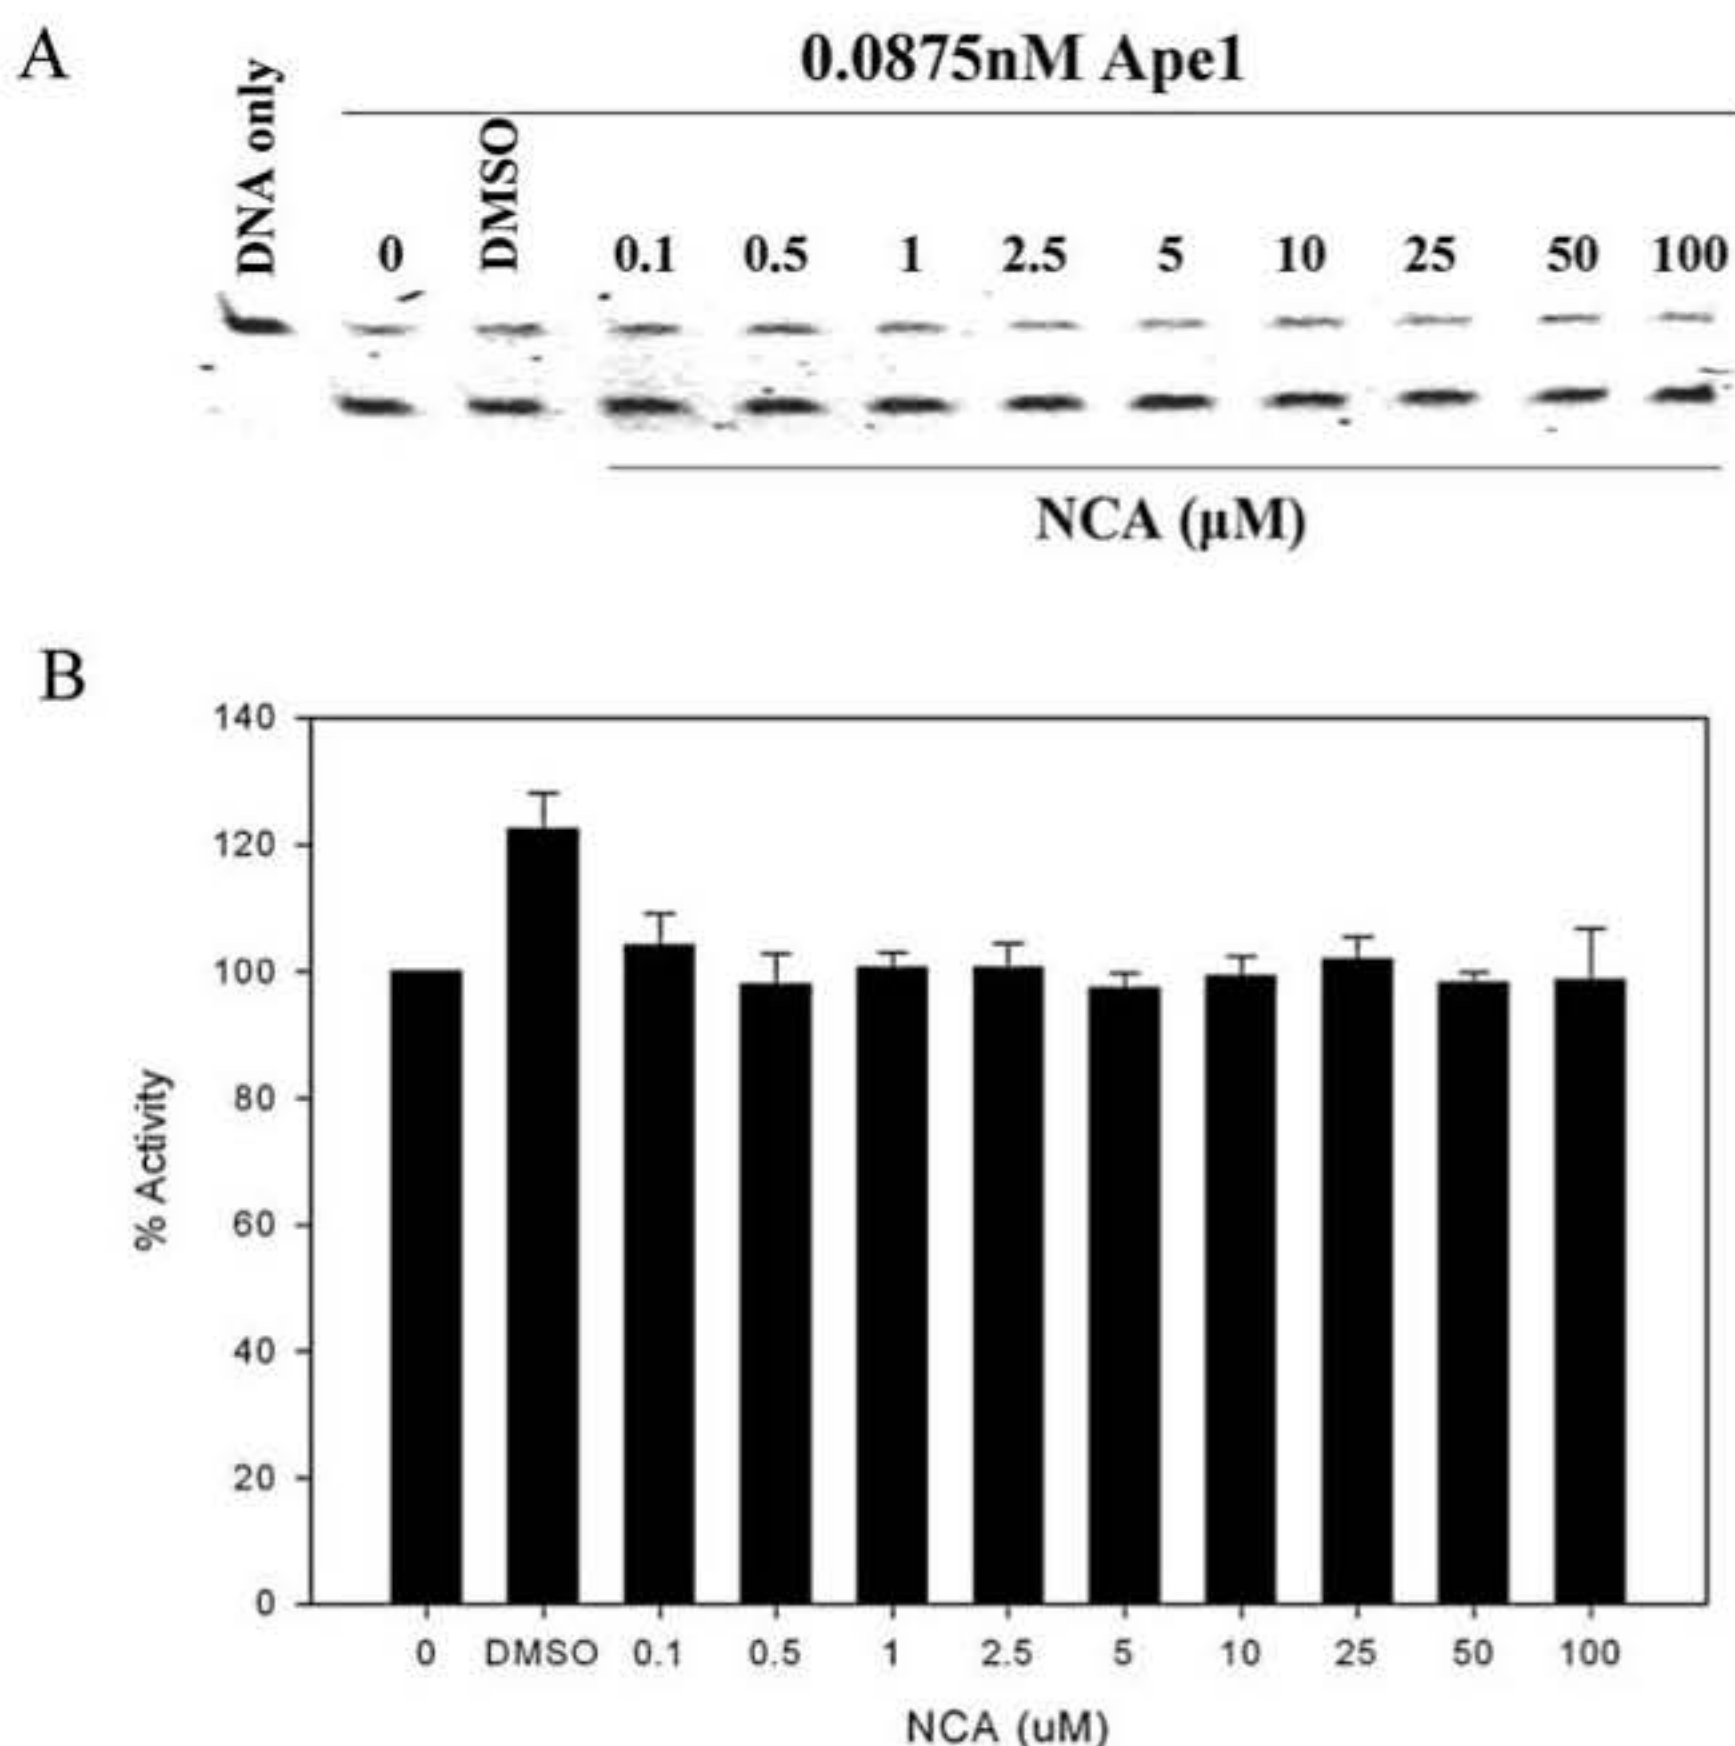 A
0.0875nM Ape1
DNA only
DMSO
0 0.1 0.5 1 2.5 5 10 25 50 100
NCA (µM)
B
140
120
100
80
60
40
20
0
% Activity
0 DMSO 0.1 0.5 1 2.5 5 10 25 50 100
NCA (uM)